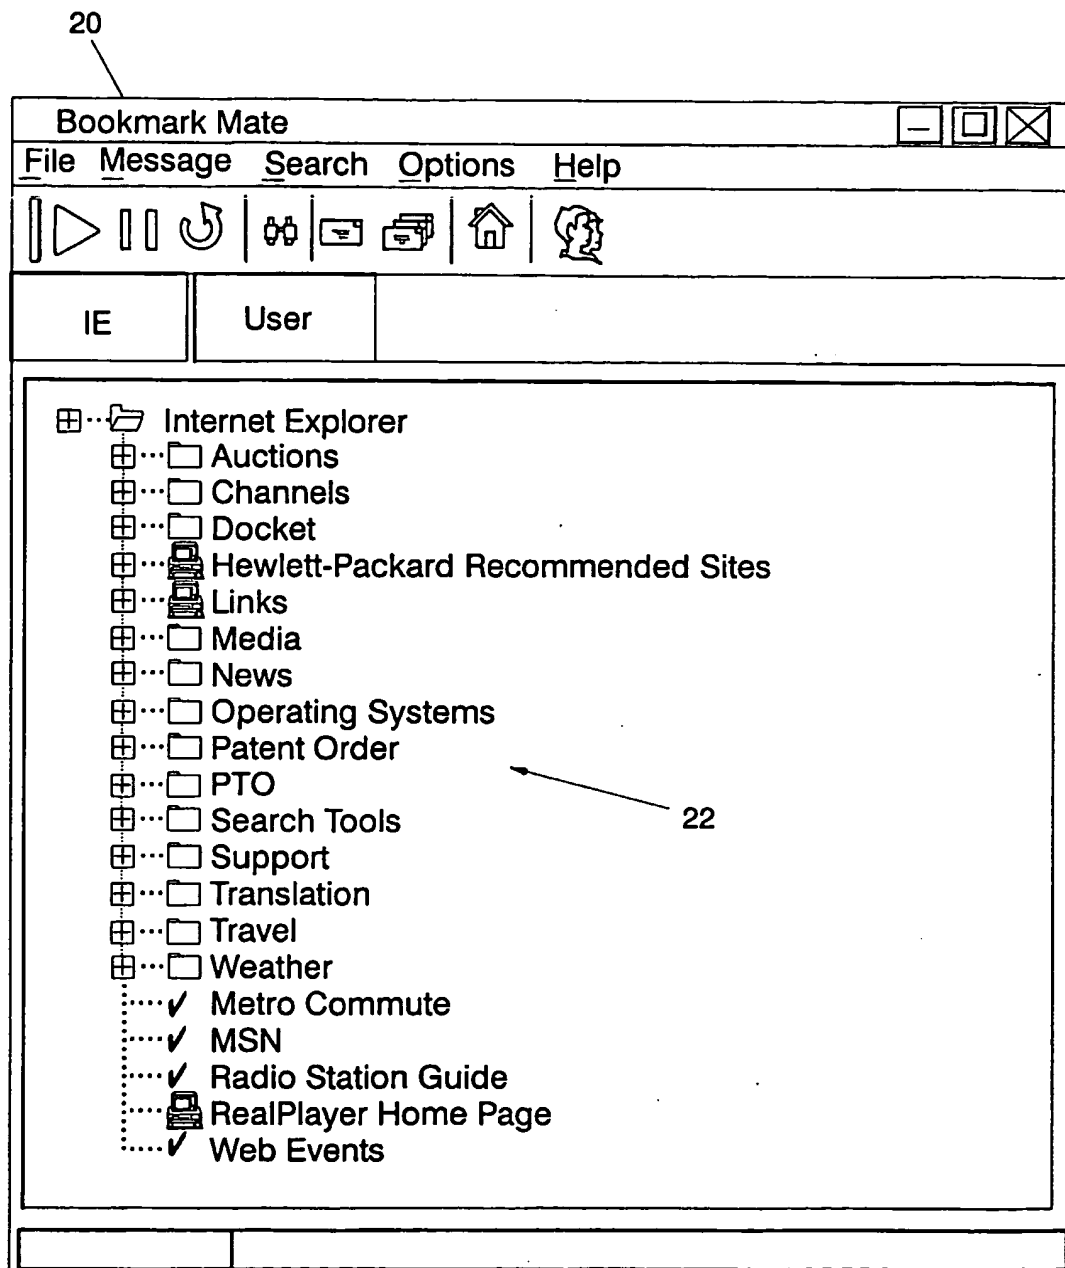 20
Bookmark Mate
File Message Search Options Help
IE User
Internet Explorer
Auctions
Channels
Docket
Hewlett-Packard Recommended Sites
Links
Media
News
Operating Systems
Patent Order
PTO
22
Search Tools
Support
Translation
Travel
Weather
Metro Commute
MSN
Radio Station Guide
RealPlayer Home Page
Web Events